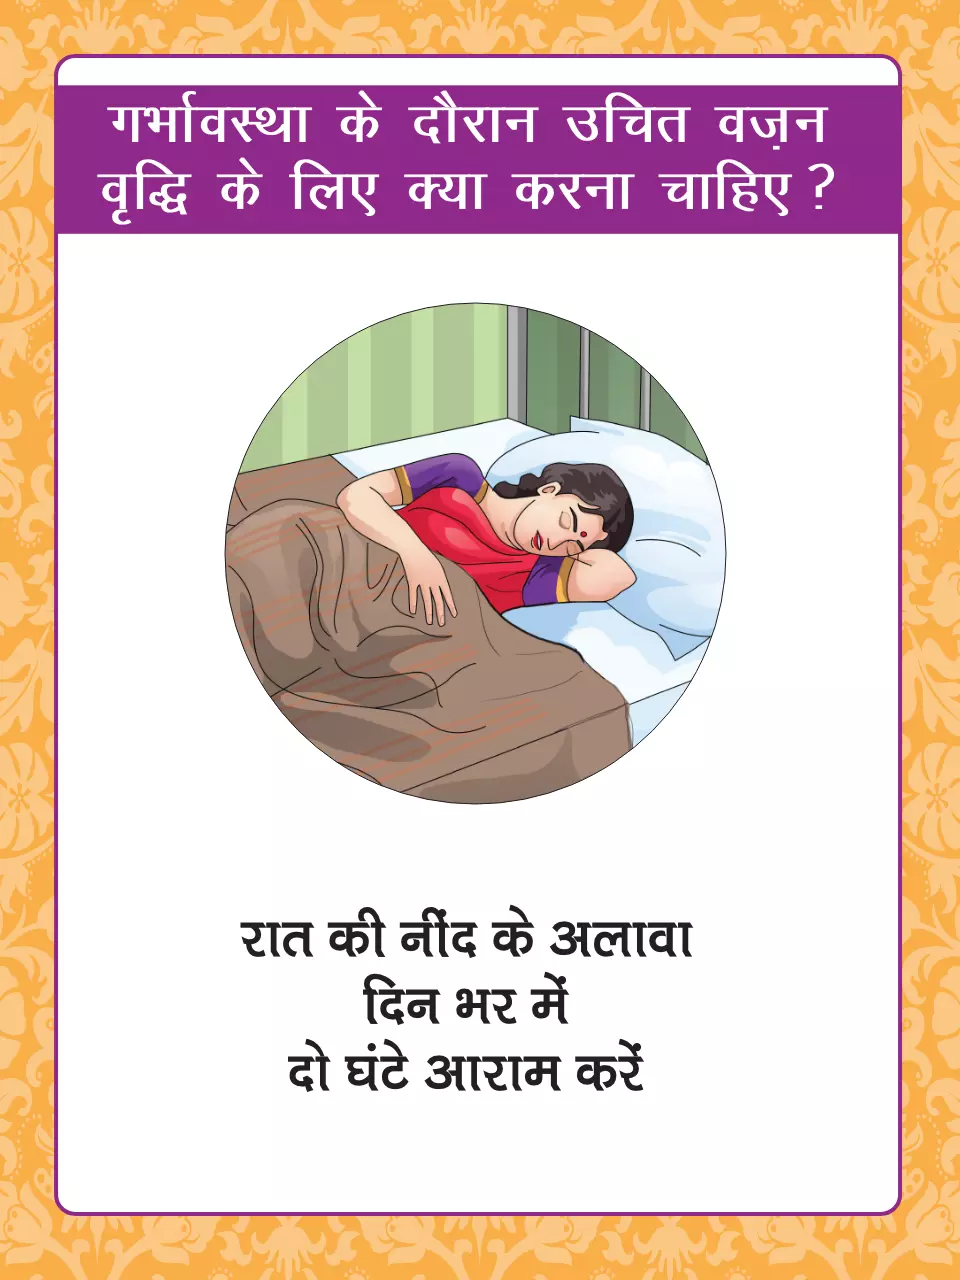 गर्भावस्था के दौरान उचित वज़न
वृद्धि के लिए क्या करना चाहिए ?
रात की नींद के अलावा
दिन भर में
दो घंटे आराम करें